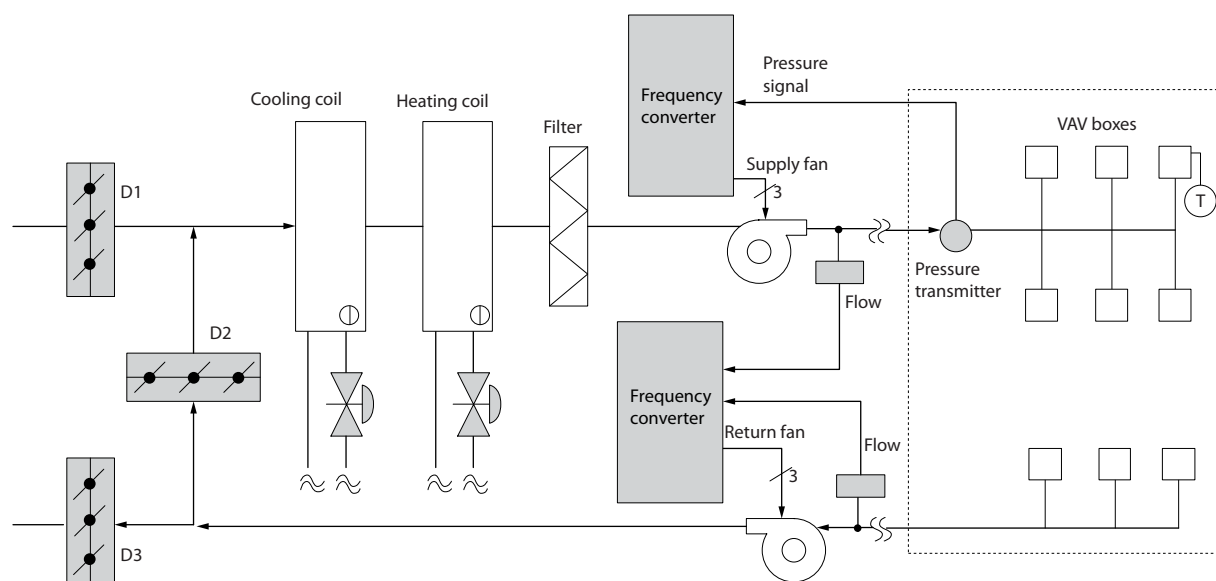 Pressure
signal
Frequency
converter
Cooling coil
Heating coil
VAV boxes
Filter
Supply fan
D1
3
T
Pressure
transmitter
Flow
D2
Frequency
converter
Return fan
Flow
3
D3